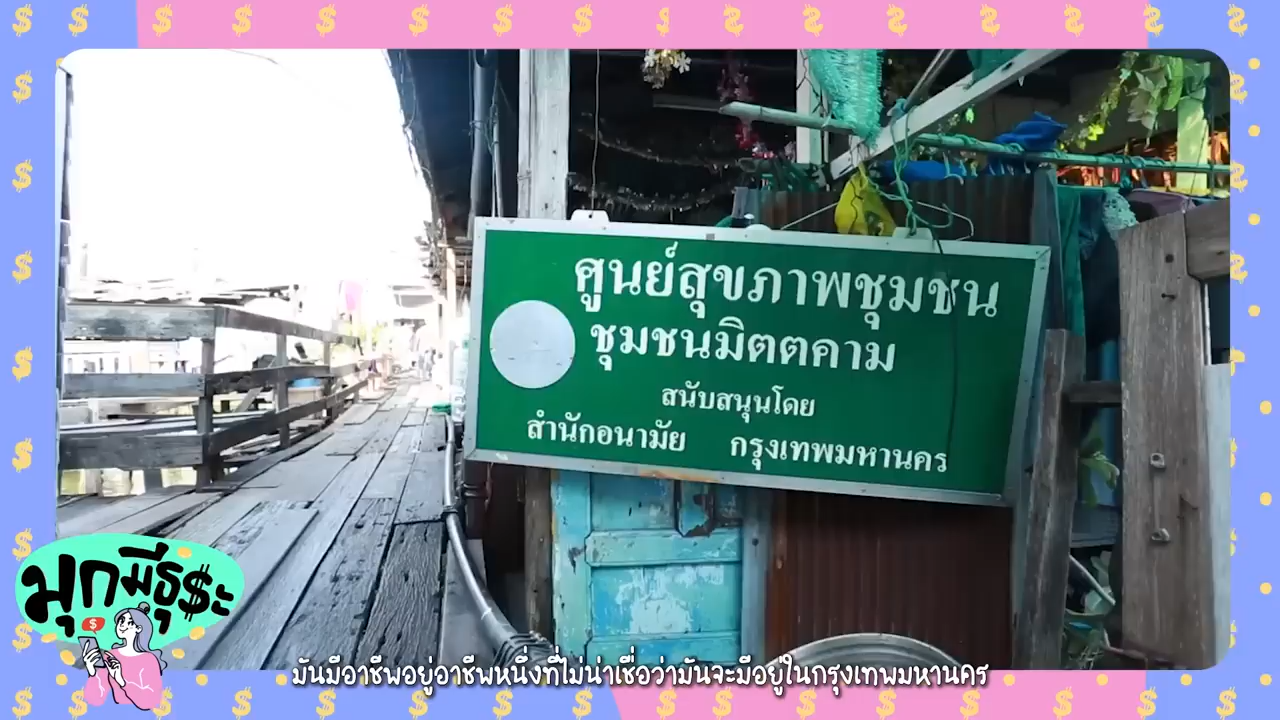 ศูนย์สุขภาพชุมชน
ชุมชนมิตตคาม
สนับสนุนโดย
สำนักอนามัย กรุงเทพมหานคร
มุกมีธุร$ะ
มันมีอาชีพอยู่อาชีพหนึ่งที่ไม่น่าเชื่อว่ามันจะมีอยู่ในกรุงเทพมหานคร